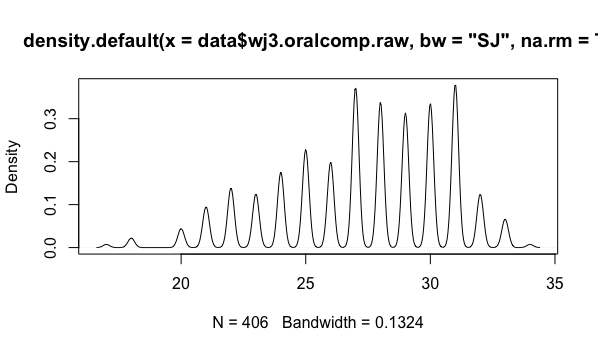 density.default(x = data$wj3.oralcomp.raw, bw = "SJ", na.rm =
Density
0.3
0.2
0.1
0.0
20 25 30 35
N = 406 Bandwidth = 0.1324